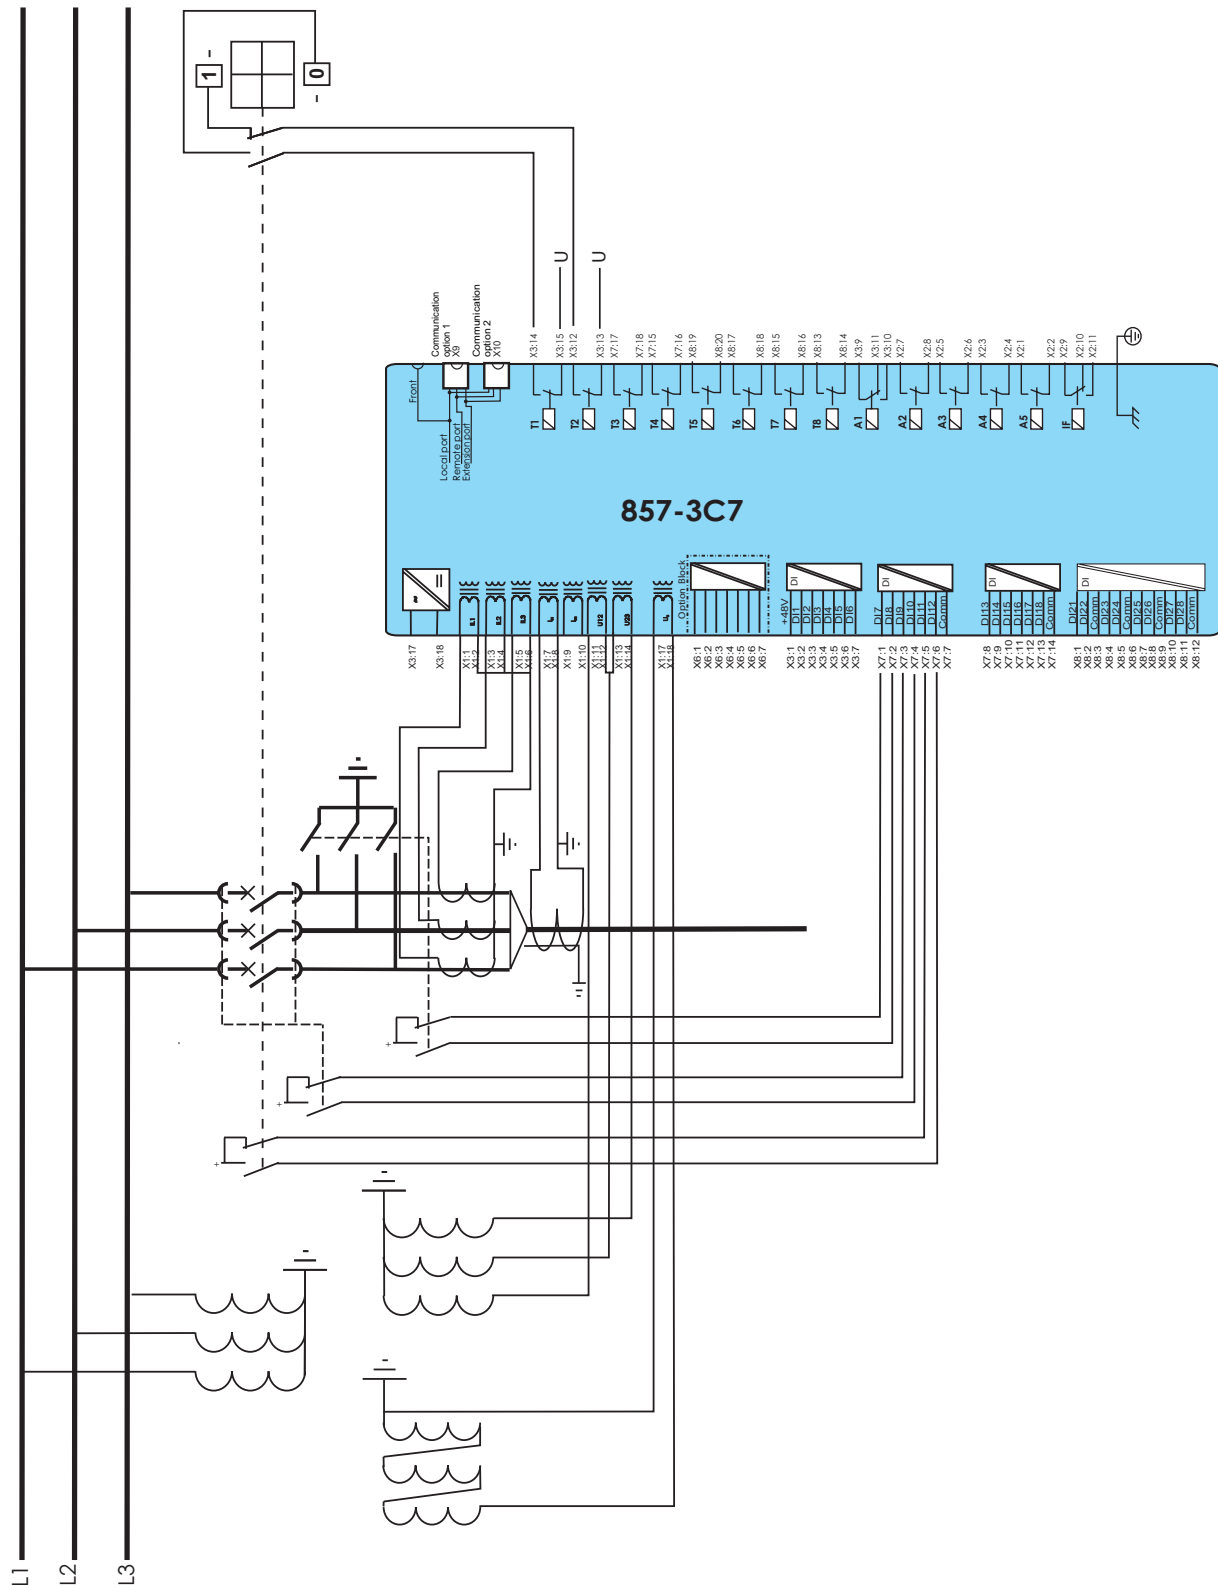 1
-
0
-
U
U
Communication
option 1
X9
Communication
option 2
X10
X3:14
X3:15
X3:12
X3:13
X7:17
X7:18
X7:15
X7:16
X8:19
X8:20
X8:17
X8:18
X8:15
X8:16
X8:13
X8:14
X3:9
X3:11
X3:10
X2:7
X2:8
X2:5
X2:6
X2:3
X2:4
X2:1
X2:2
X2:9
X2:10
X2:11
Front
Local port
Remote port
Extension port
T1
T2
T3
T4
T5
T6
T7
T8
A1
A2
A3
A4
A5
IF
857-3C7
IL1
IL2
IL3
U12
U23
Option Block
DI
DI
DI
DI
+48V
DI1
DI2
DI3
DI4
DI5
DI6
DI7
DI8
DI9
DI10
DI11
DI12
Comm
DI13
DI14
DI15
DI16
DI17
DI18
Comm
DI21
DI22
Comm
DI23
DI24
Comm
DI25
DI26
Comm
DI27
DI28
Comm
X3:17
X3:18
X1:1
X1:2
X1:3
X1:4
X1:5
X1:6
X1:7
X1:8
X1:9
X1:10
X1:11
X1:12
X1:13
X1:14
X1:17
X1:18
X6:1
X6:2
X6:3
X6:4
X6:5
X6:6
X6:7
X3:1
X3:2
X3:3
X3:4
X3:5
X3:6
X3:7
X7:1
X7:2
X7:3
X7:4
X7:5
X7:6
X7:7
X7:8
X7:9
X7:10
X7:11
X7:12
X7:13
X7:14
X8:1
X8:2
X8:3
X8:4
X8:5
X8:6
X8:7
X8:8
X8:9
X8:10
X8:11
X8:12
+
+
+
L1
L2
L3